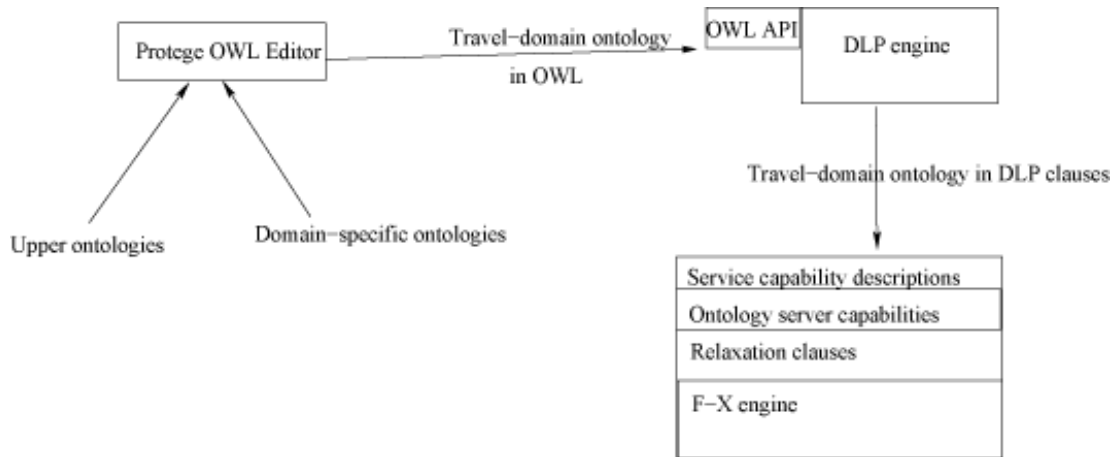 Protege OWL Editor
Travel−domain ontology
in OWL
OWL API
DLP engine
Travel−domain ontology in DLP clauses
Upper ontologies
Domain−specific ontologies
Service capability descriptions
Ontology server capabilities
Relaxation clauses
F−X engine